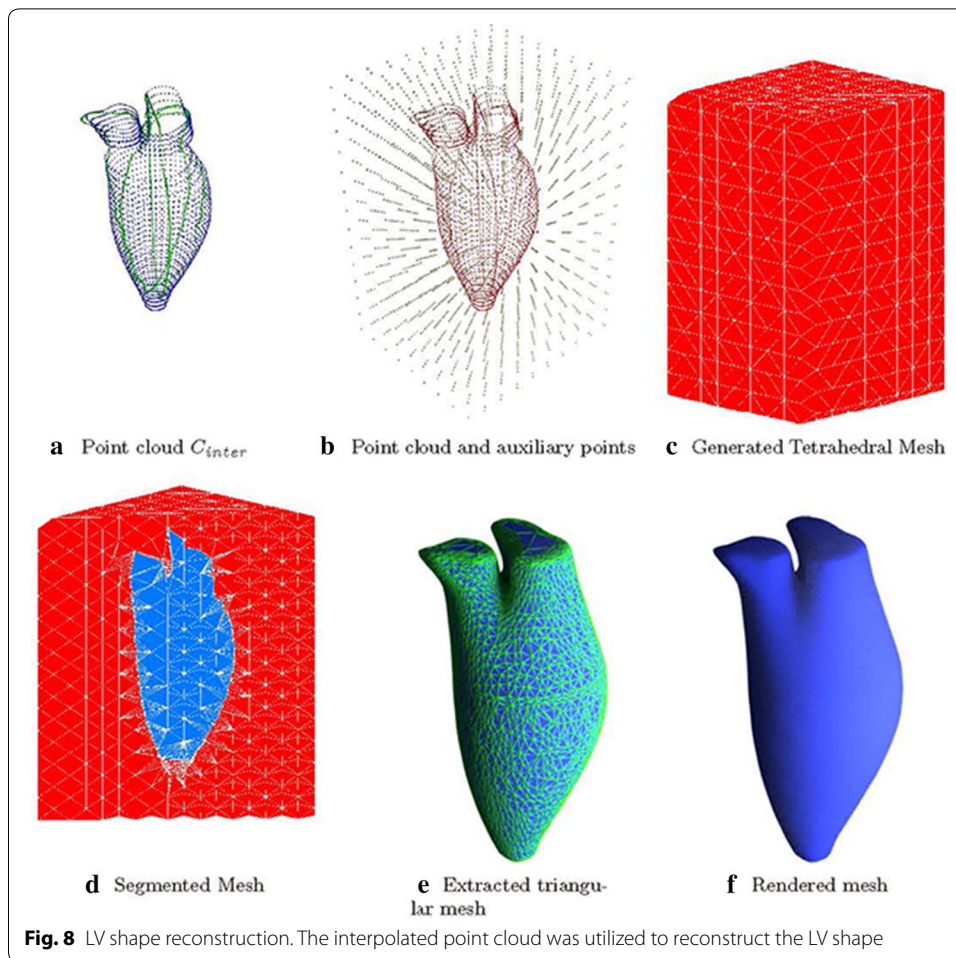 a Point cloud C_inter
b Point cloud and auxiliary points
c Generated Tetrahedral Mesh
d Segmented Mesh
e Extracted triangu-
lar mesh
f Rendered mesh
Fig. 8 LV shape reconstruction. The interpolated point cloud was utilized to reconstruct the LV shape